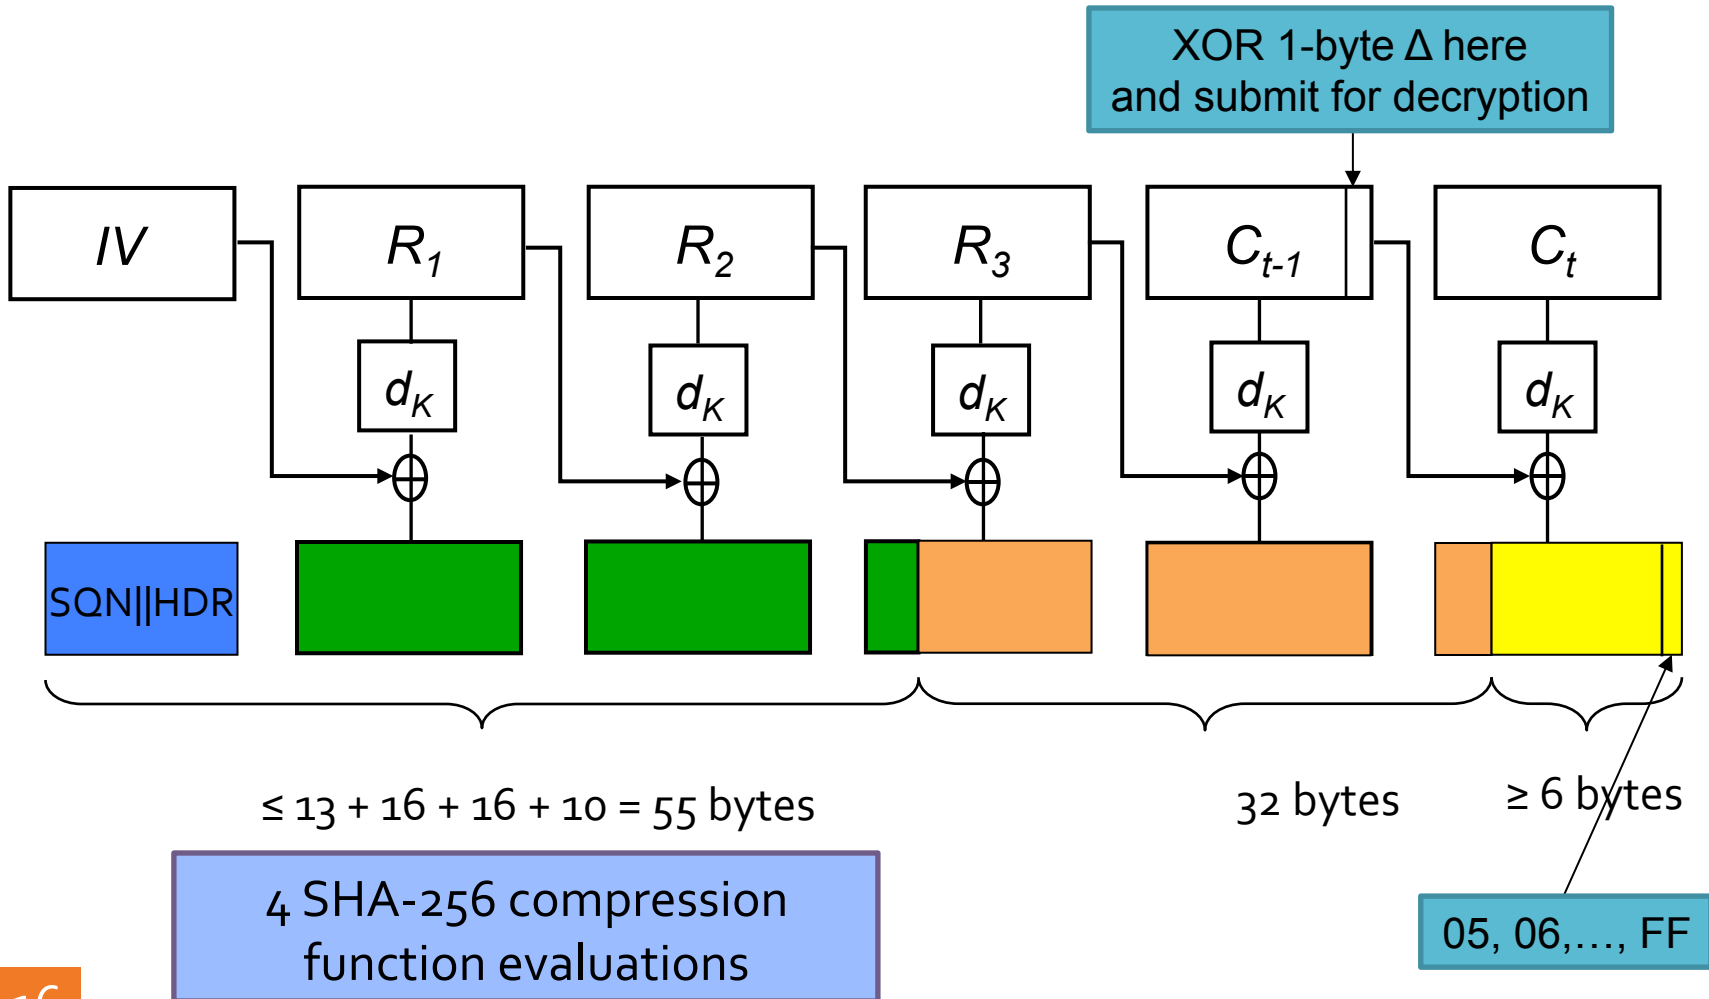 XOR 1-byte Δ here
and submit for decryption
IV
R1
R2
R3
Ct-1
Ct
dK
dK
dK
dK
dK
SQN||HDR
≤ 13 + 16 + 16 + 10 = 55 bytes
32 bytes
≥ 6 bytes
4 SHA-256 compression
function evaluations
05, 06,…, FF